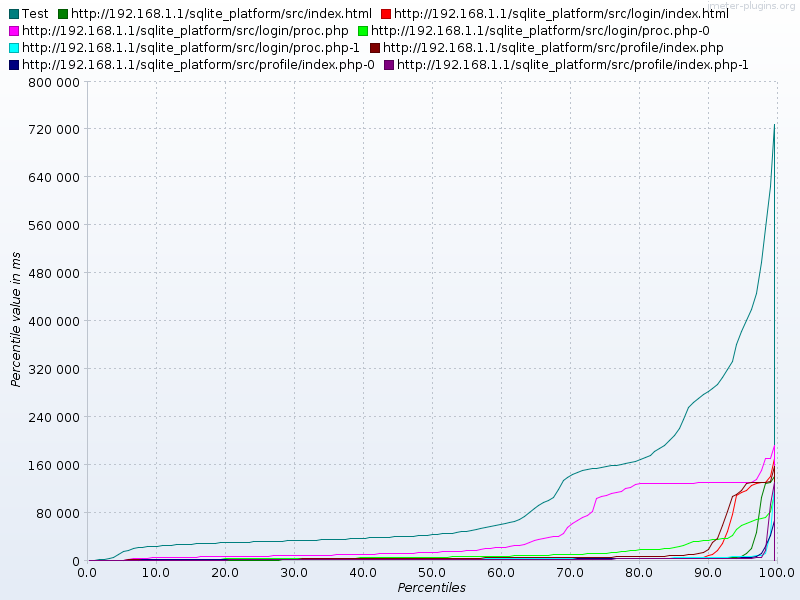 jmeter-plugins.org
Test http://192.168.1.1/sqlite_platform/src/index.html http://192.168.1.1/sqlite_platform/src/login/index.html
http://192.168.1.1/sqlite_platform/src/login/proc.php http://192.168.1.1/sqlite_platform/src/login/proc.php-0
http://192.168.1.1/sqlite_platform/src/login/proc.php-1 http://192.168.1.1/sqlite_platform/src/profile/index.php
http://192.168.1.1/sqlite_platform/src/profile/index.php-0 http://192.168.1.1/sqlite_platform/src/profile/index.php-1
800 000
720 000
640 000
560 000
480 000
400 000
320 000
240 000
160 000
80 000
0
Percentile value in ms
0.0 10.0 20.0 30.0 40.0 50.0 60.0 70.0 80.0 90.0 100.0
Percentiles